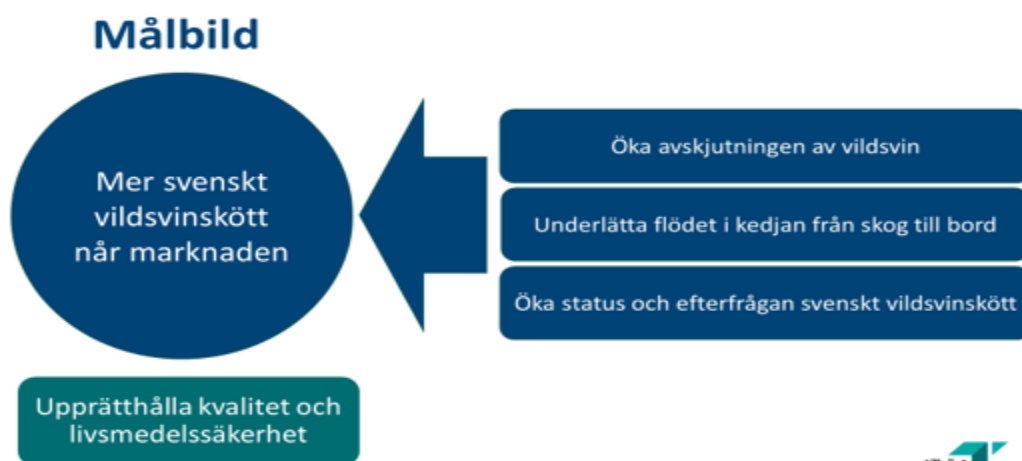 Målbild
Mer svenskt
vildsvinskött
når marknaden
Öka avskjutningen av vildsvin
Underlätta flödet i kedjan från skog till bord
Öka status och efterfrågan svenskt vildsvinskött
Upprätthålla kvalitet och
livsmedelssäkerhet